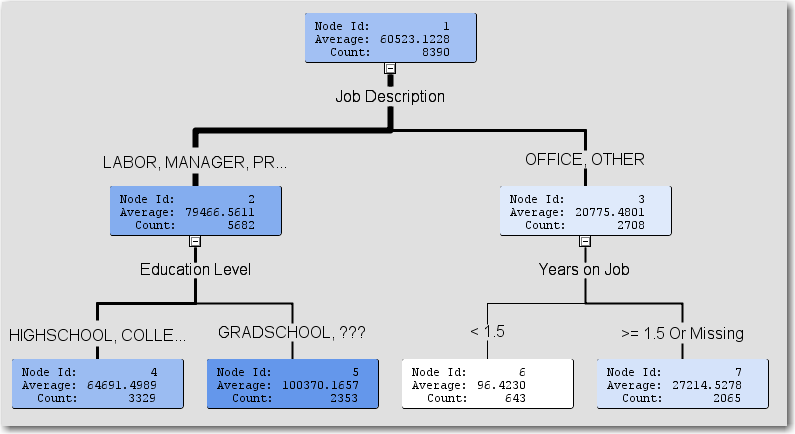 Node Id: 1
Average: 60523.1228
Count: 8390
Job Description
LABOR, MANAGER, PR...
OFFICE, OTHER
Node Id: 2
Average: 79466.5611
Count: 5682
Node Id: 3
Average: 20775.4801
Count: 2708
Education Level
Years on Job
HIGHSCHOOL, COLLE...
GRADSCHOOL, ???
< 1.5
>= 1.5 Or Missing
Node Id: 4
Average: 64691.4989
Count: 3329
Node Id: 5
Average: 100370.1657
Count: 2353
Node Id: 6
Average: 96.4230
Count: 643
Node Id: 7
Average: 27214.5278
Count: 2065